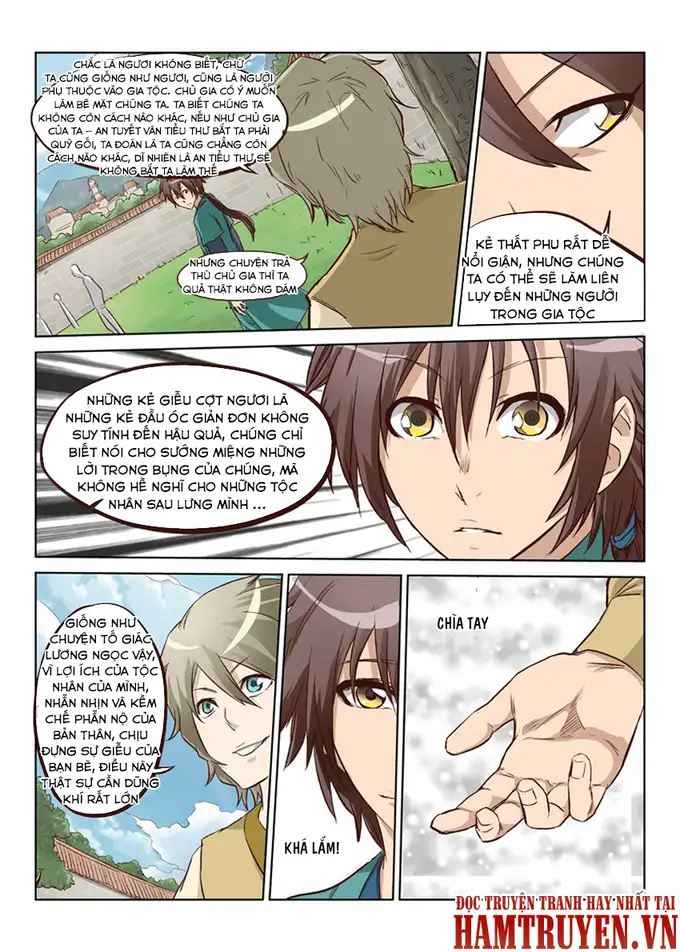 CHẮC LÀ NGƯƠI KHÔNG BIẾT, CHỨ
TA CŨNG GIỐNG NHƯ NGƯƠI, CŨNG LÀ NGƯỜI
PHỤ THUỘC VÀO GIA TỘC. CHỦ GIA CÓ Ý MUỐN
LÀM BẼ MẶT CHÚNG TA. TA BIẾT CHÚNG TA
KHÔNG CÒN CÁCH NÀO KHÁC, NẾU NHƯ CHỦ GIA
CỦA TA – AN TUYẾT VÂN TIỂU THƯ BẮT TA PHẢI
QUỲ GỐI, TA ĐOÁN LÀ TA CŨNG CHẲNG CÒN
CÁCH NÀO KHÁC, DĨ NHIÊN LÀ AN TIỂU THƯ SẼ
KHÔNG BẮT TA LÀM THẾ
NHƯNG CHUYỆN TRẢ
THÙ CHỦ GIA THÌ TA
QUẢ THẬT KHÔNG DÁM ...
KẺ THẤT PHU RẤT DỄ
NỔI GIẬN, NHƯNG CHÚNG
TA CÓ THỂ SẼ LÀM LIÊN
LỤY ĐẾN NHỮNG NGƯỜI
TRONG GIA TỘC
NHỮNG KẺ GIỄU CỢT NGƯƠI LÀ
NHỮNG KẺ ĐẦU ÓC GIẢN ĐƠN KHÔNG
SUY TÍNH ĐẾN HẬU QUẢ, CHÚNG CHỈ
BIẾT NÓI CHO SƯỚNG MIỆNG NHỮNG
LỜI TRONG BỤNG CỦA CHÚNG, MÀ
KHÔNG HỀ NGHĨ CHO NHỮNG TỘC
NHÂN SAU LƯNG MÌNH ...
GIỐNG NHƯ
CHUYỆN TỐ GIÁC
LƯƠNG NGỌC VẬY,
VÌ LỢI ÍCH CỦA TỘC
NHÂN CỦA MÌNH,
NHẪN NHỊN VÀ KỀM
CHẾ PHẪN NỘ CỦA
BẢN THÂN, CHỊU
ĐỰNG SỰ GIỄU CỦA
BẠN BÈ, ĐIỀU NÀY
THẬT SỰ CẦN DŨNG
KHÍ RẤT LỚN
KHÁ LẮM!
CHÌA TAY
ĐỌC TRUYỆN TRANH HAY NHẤT TẠI
HAMTRUYEN.VN